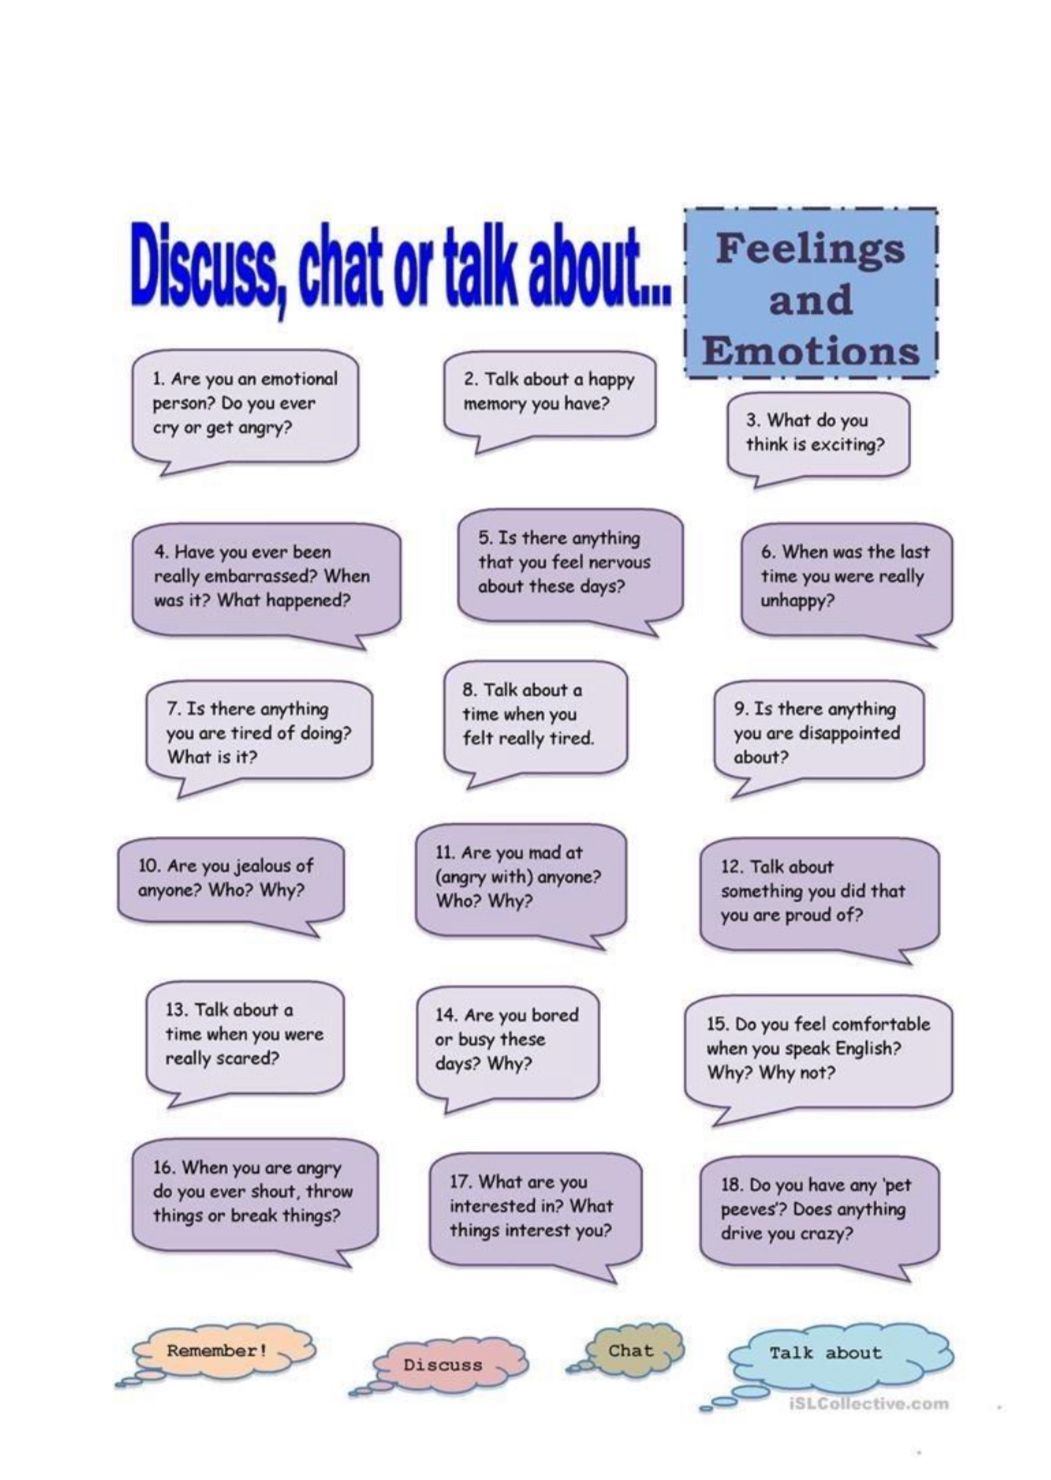 Discuss, chat or talk about...
Feelings
and
Emotions
1. Are you an emotional
person? Do you ever
cry or get angry?
2. Talk about a happy
memory you have?
3. What do you
think is exciting?
4. Have you ever been
really embarrassed? When
was it? What happened?
5. Is there anything
that you feel nervous
about these days?
6. When was the last
time you were really
unhappy?
7. Is there anything
you are tired of doing?
What is it?
8. Talk about a
time when you
felt really tired.
9. Is there anything
you are disappointed
about?
10. Are you jealous of
anyone? Who? Why?
11. Are you mad at
(angry with) anyone?
Who? Why?
12. Talk about
something you did that
you are proud of?
13. Talk about a
time when you were
really scared?
14. Are you bored
or busy these
days? Why?
15. Do you feel comfortable
when you speak English?
Why? Why not?
16. When you are angry
do you ever shout, throw
things or break things?
17. What are you
interested in? What
things interest you?
18. Do you have any 'pet
peeves'? Does anything
drive you crazy?
Remember!
Discuss
Chat
Talk about
iSLCollective.com